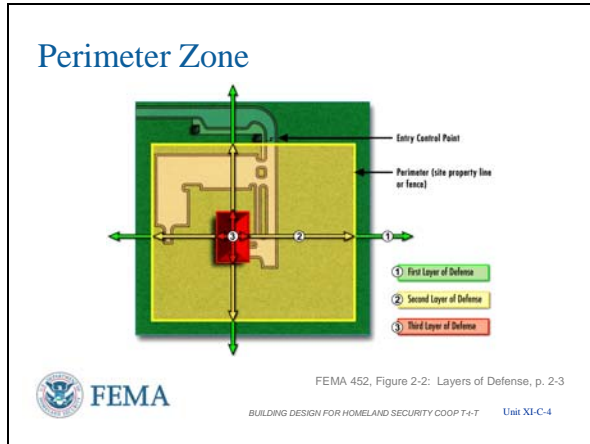 Perimeter Zone
Entry Control Point
Perimeter (site property line
or fence)
3
2
1
1 First Layer of Defense
2 Second Layer of Defense
3 Third Layer of Defense
FEMA
FEMA 452, Figure 2-2: Layers of Defense, p. 2-3
BUILDING DESIGN FOR HOMELAND SECURITY COOP T-t-T Unit XI-C-4